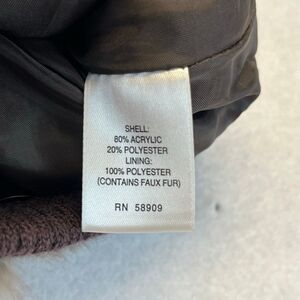 SHELL:
80% ACRYLIC
20% POLYESTER
LINING:
100% POLYESTER
(CONTAINS FAUX FUR)
RN 58909